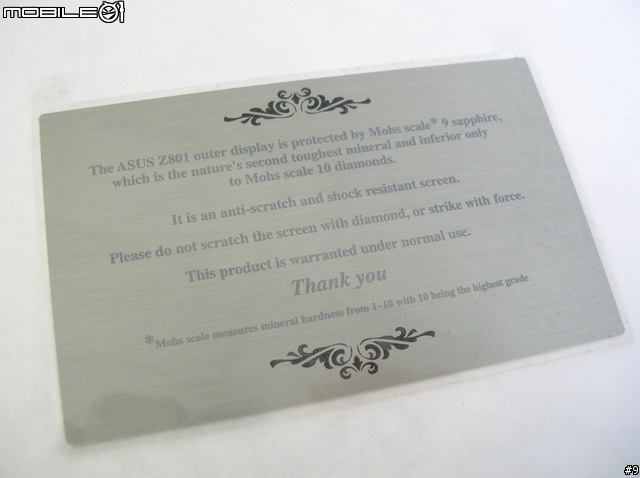 MOBILE01
The ASUS Z801 outer display is protected by Mohs scale* 9 sapphire,
which is the nature's second toughest mineral and inferior only
to Mohs scale 10 diamonds.
It is an anti-scratch and shock resistant screen.
Please do not scratch the screen with diamond, or strike with force.
This product is warranted under normal use.
Thank you
*Mohs scale measures mineral hardness from 1~10 with 10 being the highest grade
#9